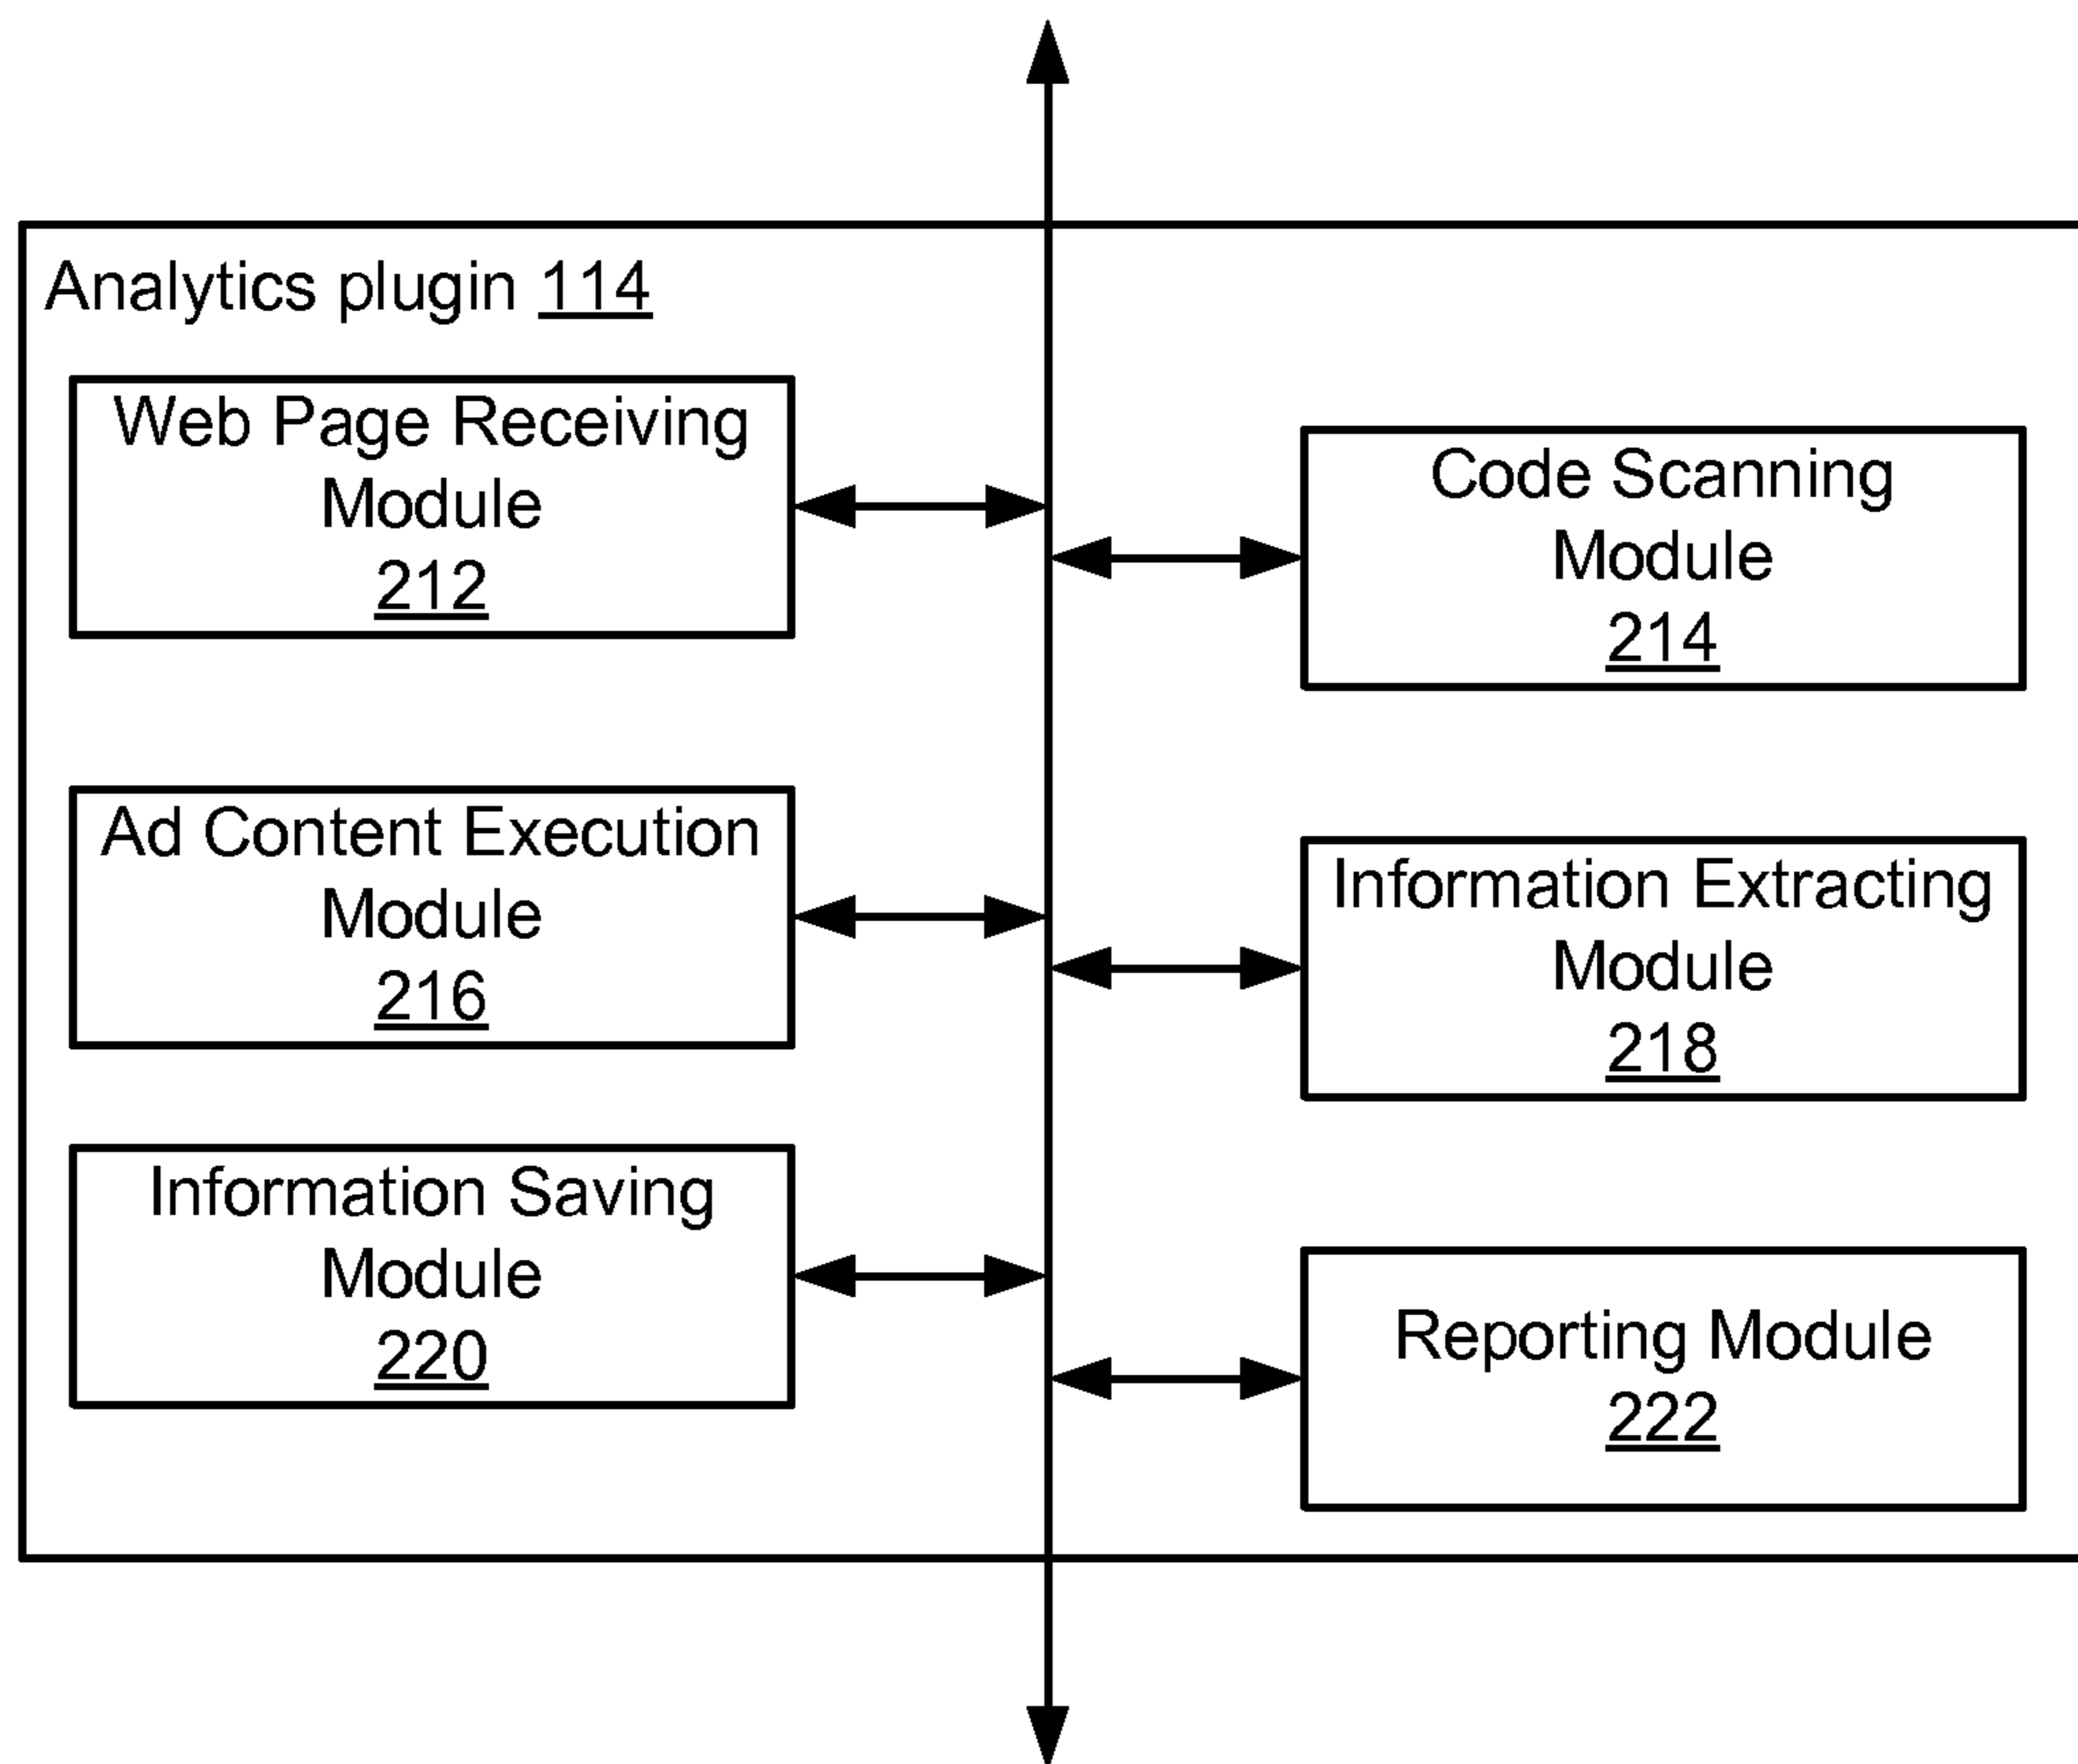 Analytics plugin 114
Web Page Receiving
Module
212
Code Scanning
Module
214
Ad Content Execution
Module
216
Information Extracting
Module
218
Information Saving
Module
220
Reporting Module
222